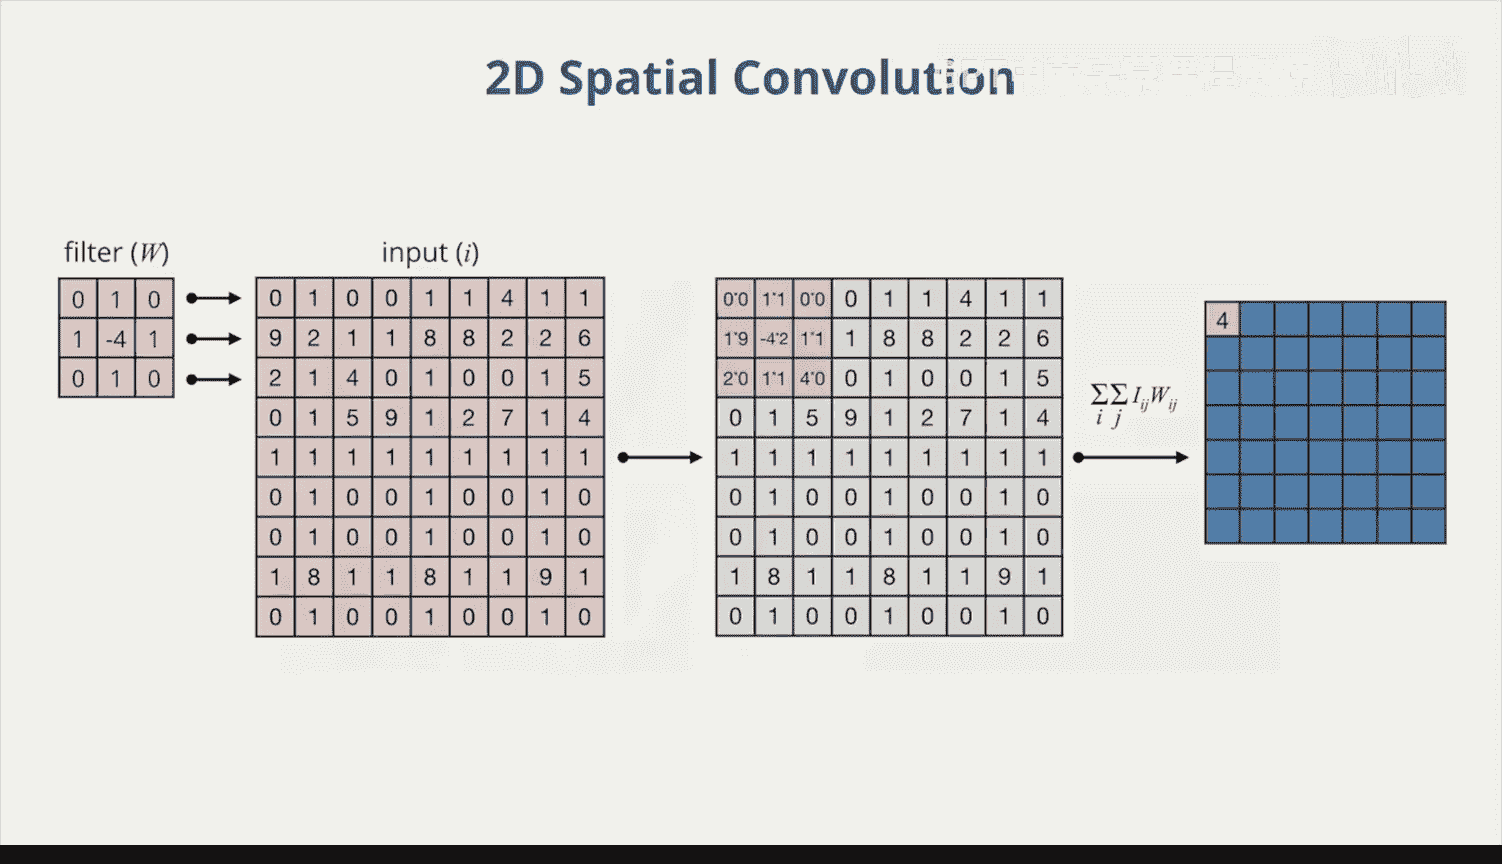 2D Spatial Convolution
filter (W)
input (i)
0 1 0
1 -4 1
0 1 0
0 1 0 0 1 1 4 1 1
9 2 1 1 8 8 2 2 6
2 1 4 0 1 0 0 1 5
0 1 5 9 1 2 7 1 4
1 1 1 1 1 1 1 1 1
0 1 0 0 1 0 0 1 0
0 1 0 0 1 0 0 1 0
1 8 1 1 8 1 1 9 1
0 1 0 0 1 0 0 1 0
0*0 1*1 0*0 0 1 1 4 1 1
1*9 -4*2 1*1 1 8 8 2 2 6
2*0 1*1 4*0 0 1 0 0 1 5
0 1 5 9 1 2 7 1 4
1 1 1 1 1 1 1 1 1
0 1 0 0 1 0 0 1 0
0 1 0 0 1 0 0 1 0
1 8 1 1 8 1 1 9 1
0 1 0 0 1 0 0 1 0
∑∑ I_ij W_ij
i j
4